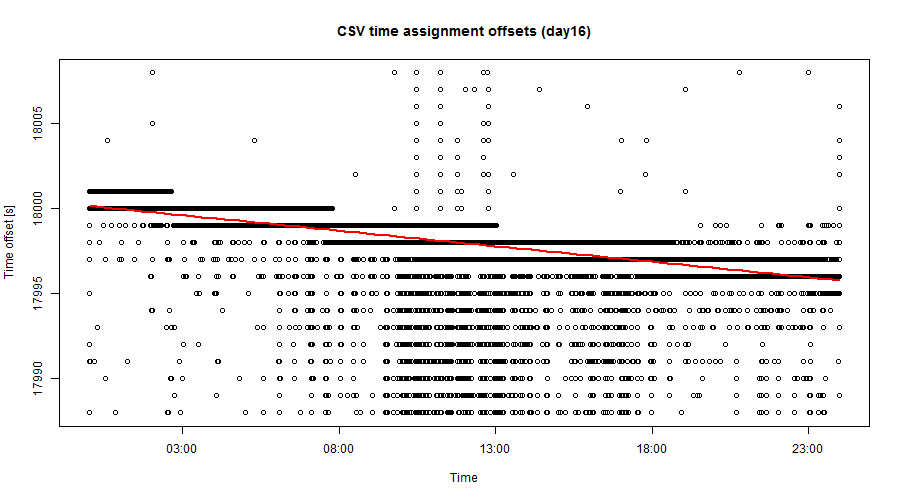 CSV time assignment offsets (day16)
Time offset [s]
18005
18000
17995
17990
03:00 08:00 13:00 18:00 23:00
Time